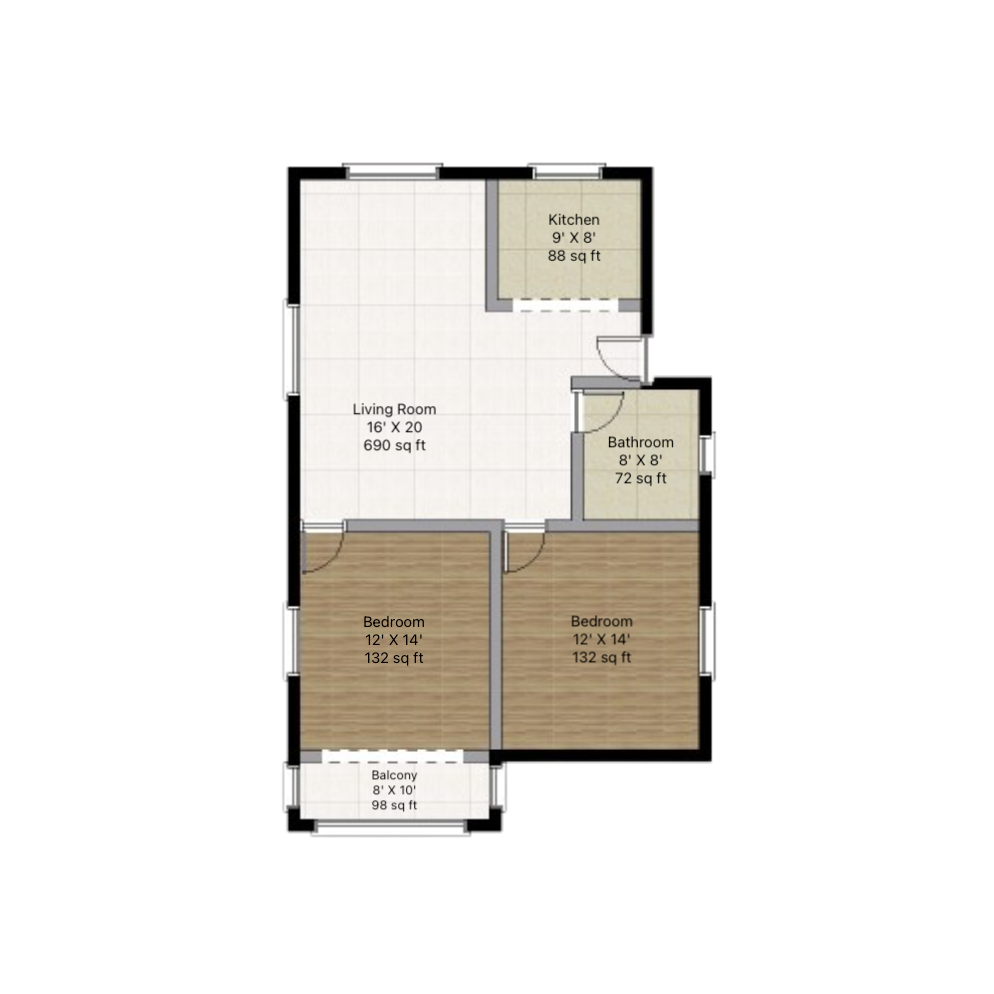 Kitchen
9' X 8'
88 sq ft
Living Room
16' X 20
690 sq ft
Bathroom
8' X 8'
72 sq ft
Bedroom
12' X 14'
132 sq ft
Bedroom
12' X 14'
132 sq ft
Balcony
8' X 10'
98 sq ft